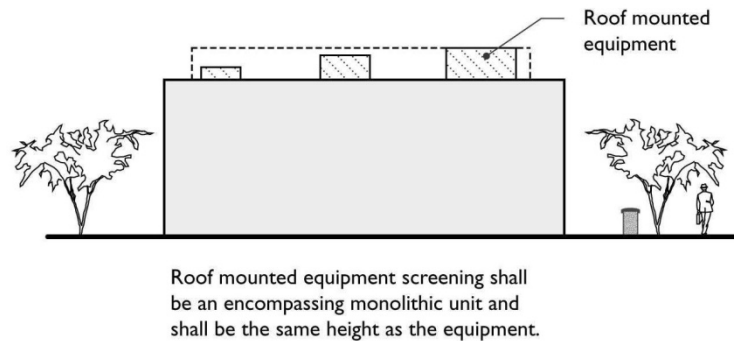 Roof mounted
equipment
Roof mounted equipment screening shall
be an encompassing monolithic unit and
shall be the same height as the equipment.